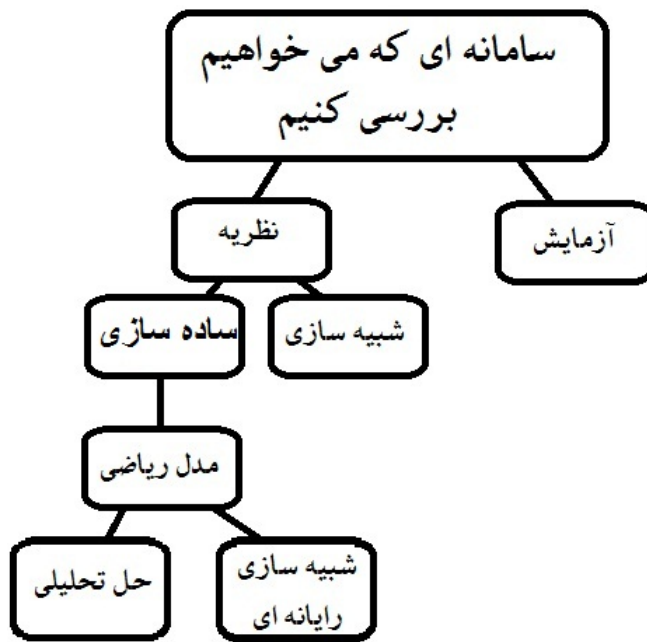 سامانه ای که می خواهیم
بررسی کنیم
نظریه
آزمایش
ساده سازی
شبیه سازی
مدل ریاضی
حل تحلیلی
شبیه سازی
رایانه ای